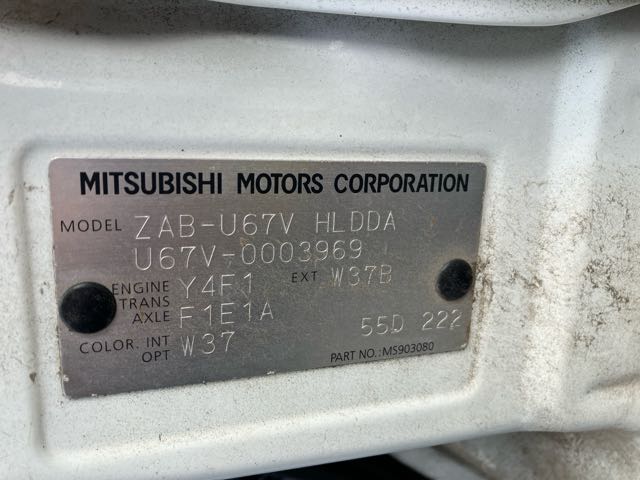 MITSUBISHI MOTORS CORPORATION
MODEL ZAB-U67V HLDDA
U67V-0003969
ENGINE Y4F1 EXT W37B
TRANS
AXLE F1E1A 55D 222
COLOR. INT W37
OPT PART NO.: MS903080